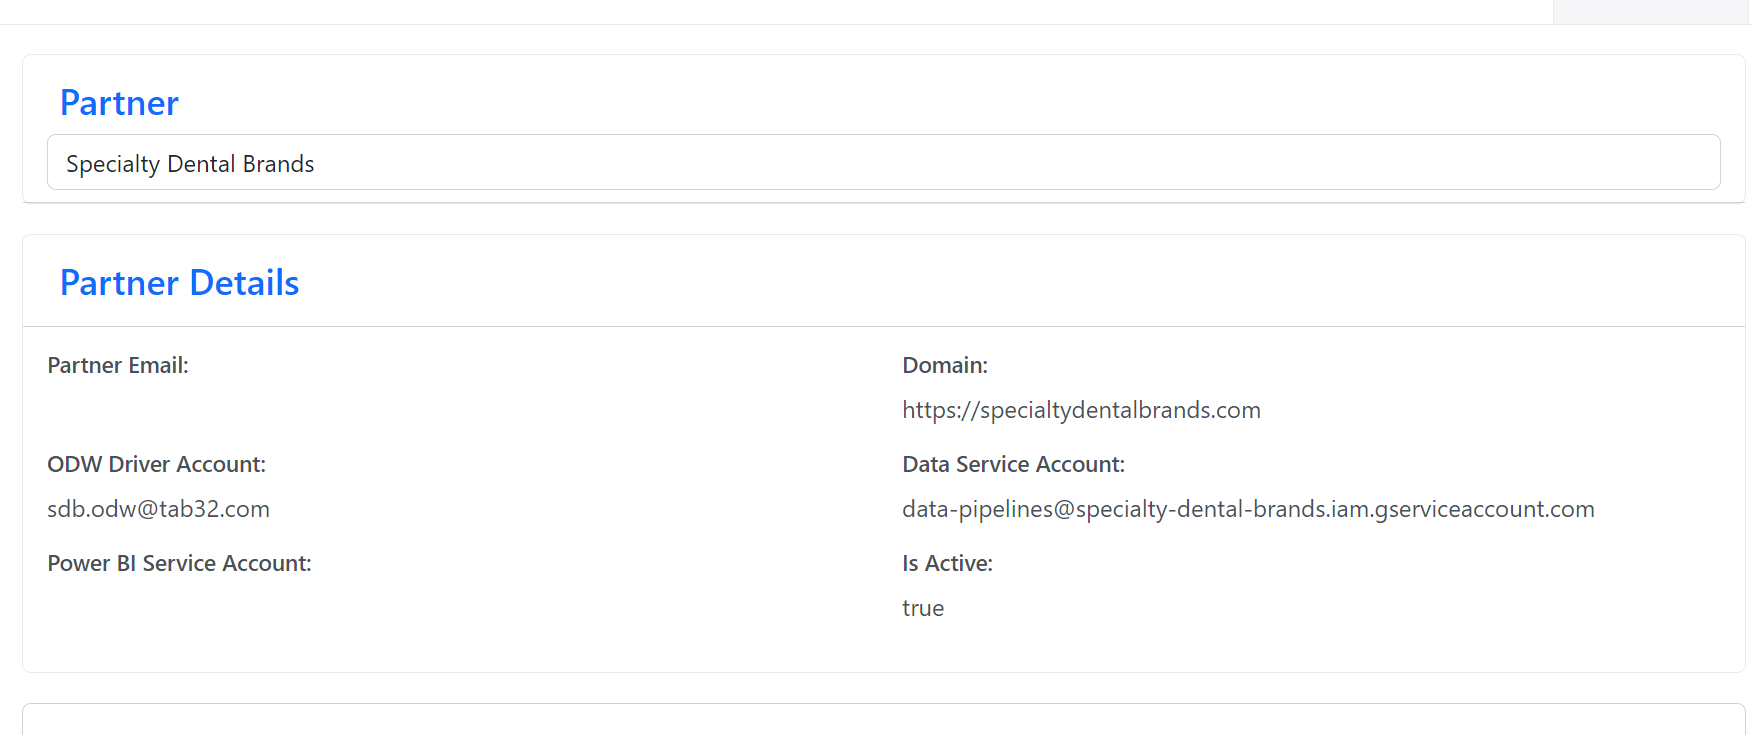 Partner
Specialty Dental Brands
Partner Details
Partner Email:
Domain:
https://specialtydentalbrands.com
ODW Driver Account:
Data Service Account:
sdb.odw@tab32.com
data-pipelines@specialty-dental-brands.iam.gserviceaccount.com
Power BI Service Account:
Is Active:
true